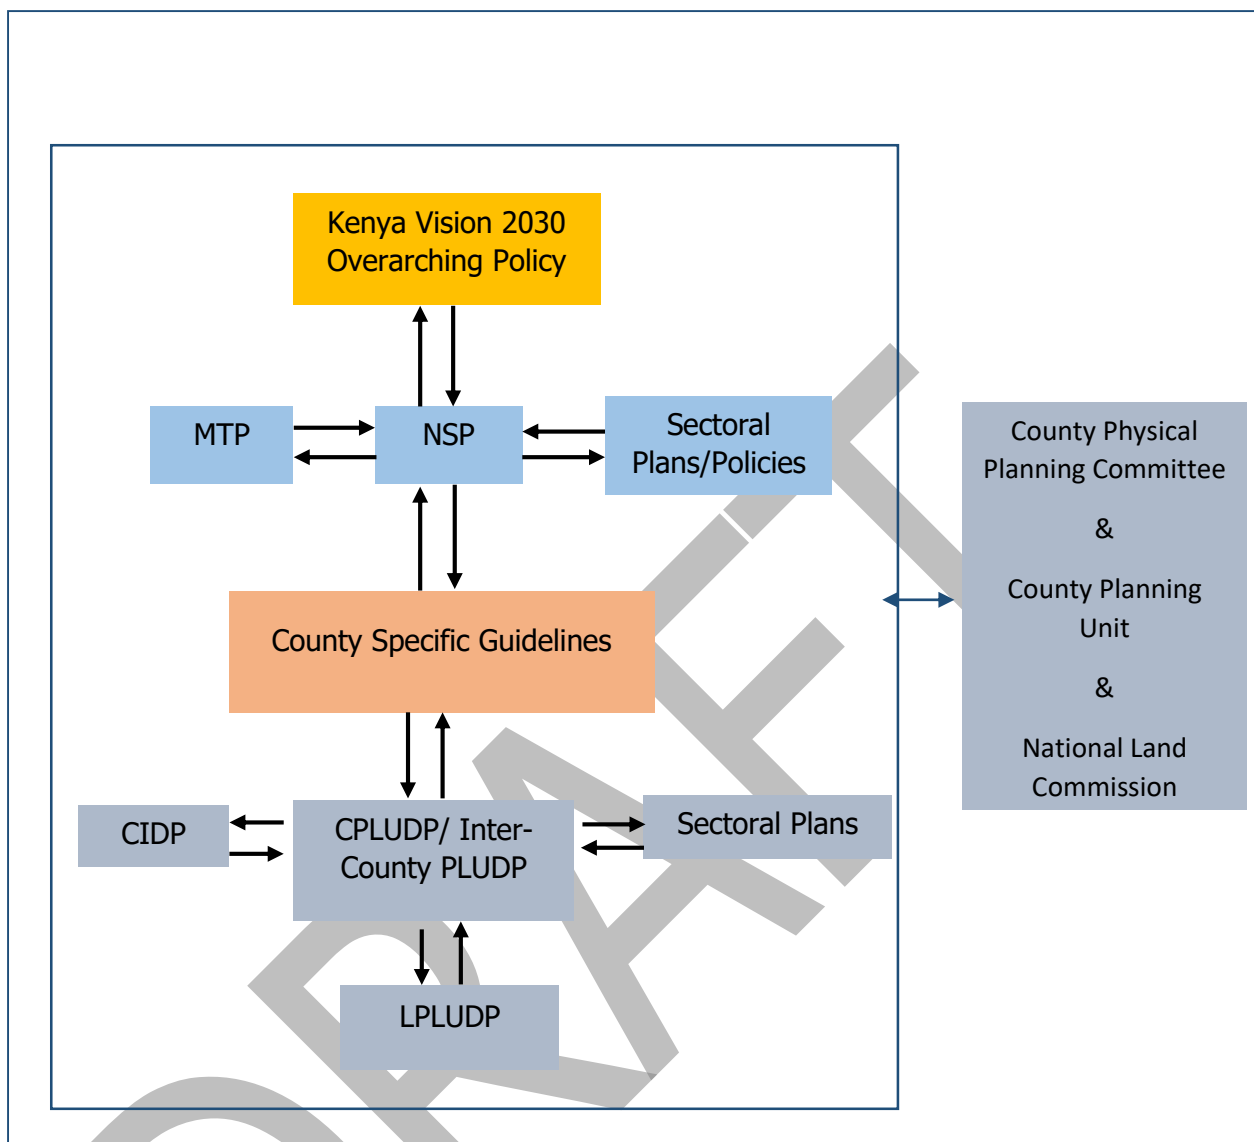 Kenya Vision 2030
Overarching Policy
MTP
NSP
Sectoral
Plans/Policies
County Specific Guidelines
CIDP
CPLUDP/ Inter-
County PLUDP
Sectoral Plans
LPLUDP
County Physical
Planning Committee
&
County Planning
Unit
&
National Land
Commission
DRAFT